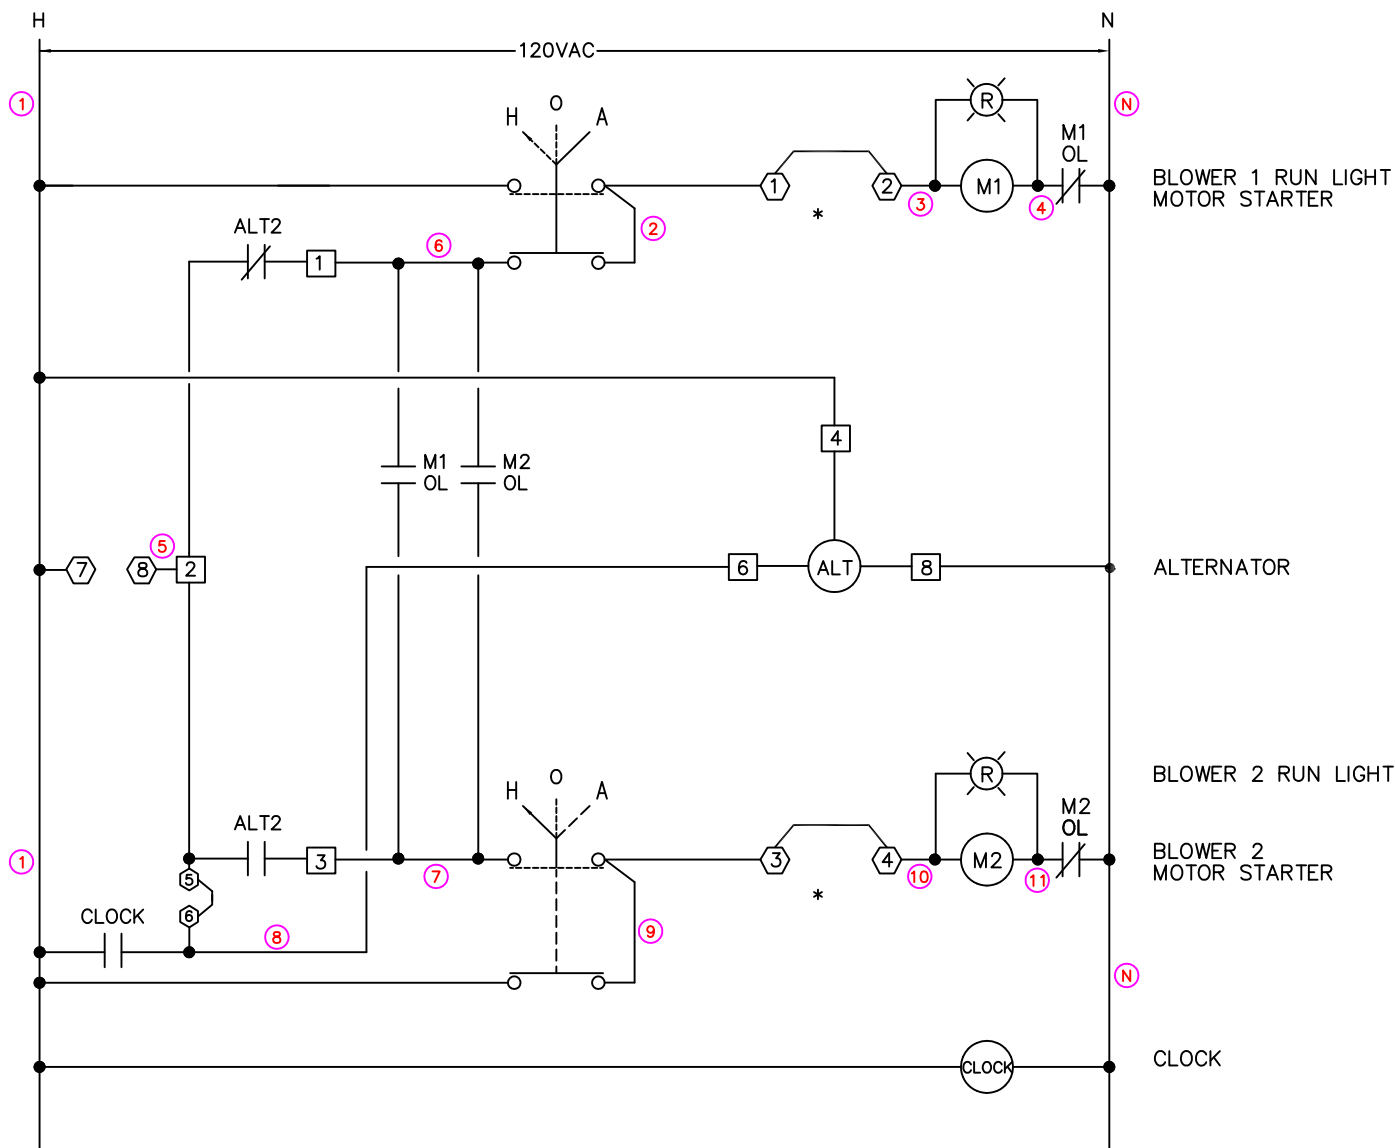 H
N
120VAC
1
N
H
O
A
R
M1
OL
1
2
M1
3
4
BLOWER 1 RUN LIGHT
MOTOR STARTER
*
2
ALT2
6
1
4
M1
OL
M2
OL
5
7
8
2
6
ALT
8
ALTERNATOR
H
O
A
R
BLOWER 2 RUN LIGHT
M2
OL
ALT2
1
3
7
3
4
M2
10
11
BLOWER 2
MOTOR STARTER
*
5
6
CLOCK
8
9
N
CLOCK
CLOCK